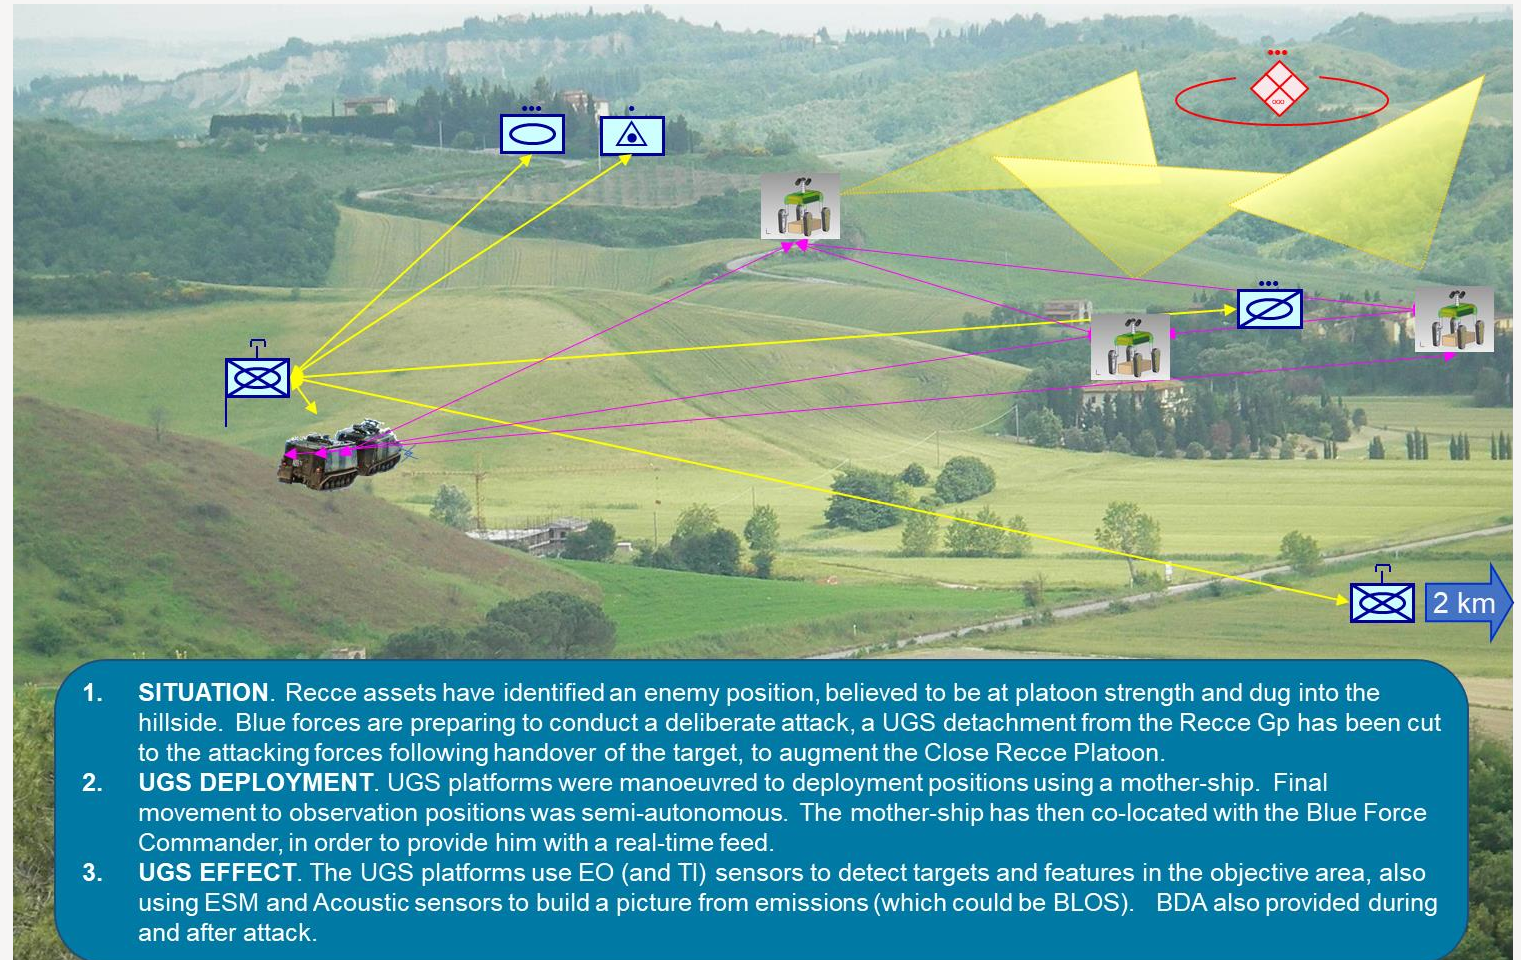 2 km
1. SITUATION. Recce assets have identified an enemy position, believed to be at platoon strength and dug into the
hillside. Blue forces are preparing to conduct a deliberate attack, a UGS detachment from the Recce Gp has been cut
to the attacking forces following handover of the target, to augment the Close Recce Platoon.
2. UGS DEPLOYMENT. UGS platforms were manoeuvred to deployment positions using a mother-ship. Final
movement to observation positions was semi-autonomous. The mother-ship has then co-located with the Blue Force
Commander, in order to provide him with a real-time feed.
3. UGS EFFECT. The UGS platforms use EO (and TI) sensors to detect targets and features in the objective area, also
using ESM and Acoustic sensors to build a picture from emissions (which could be BLOS). BDA also provided during
and after attack.